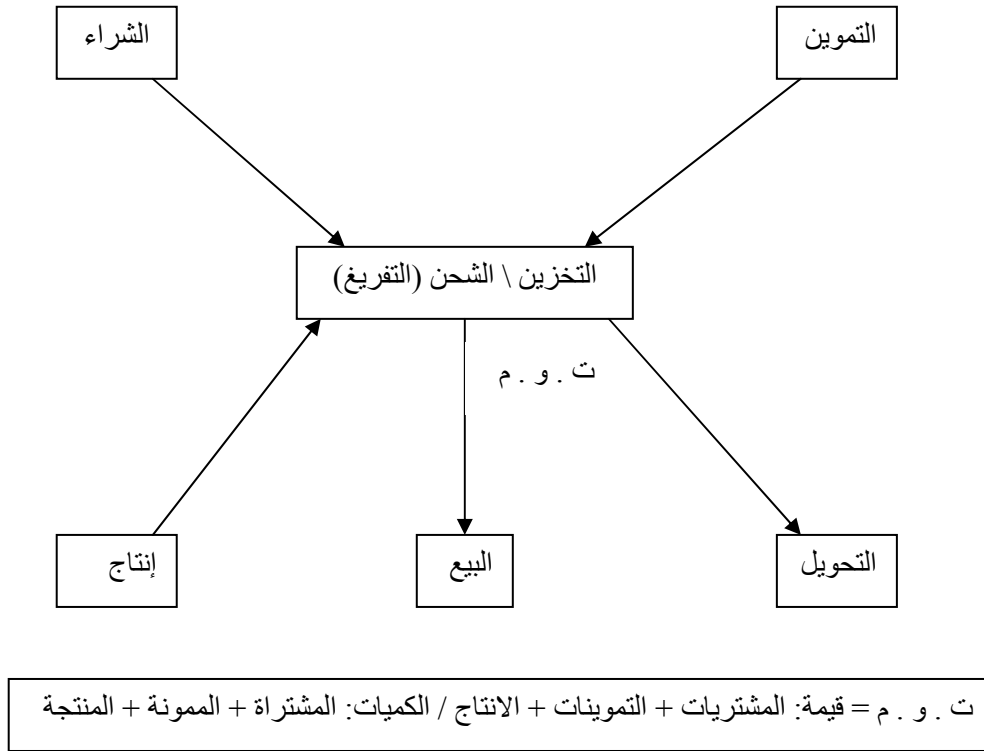 التموين
الشراء
التخزين \ الشحن (التفريغ)
ت . و . م
التحويل
البيع
إنتاج
ت . و . م = قيمة: المشتريات + التموينات + الانتاج / الكميات: المشتراة + الممونة + المنتجة